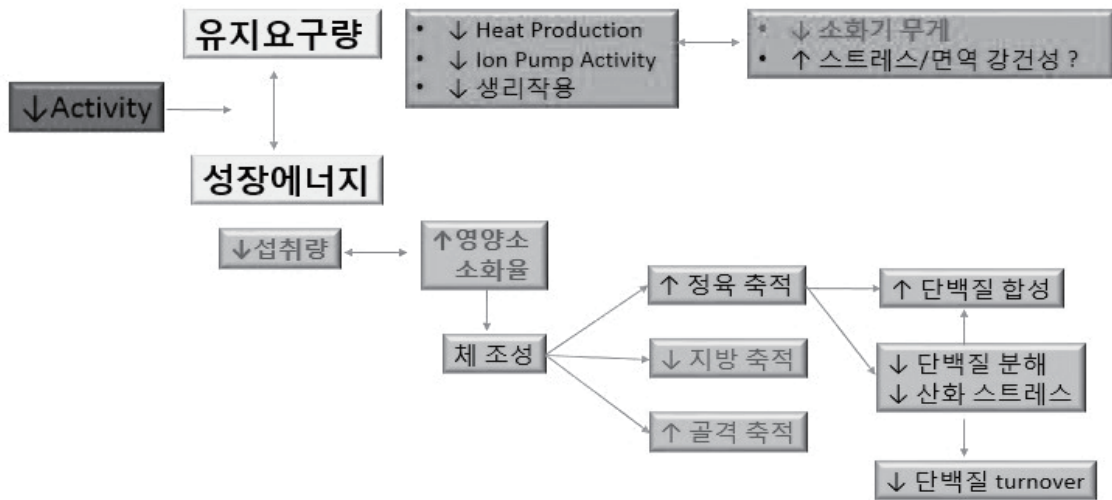 유지요구량
• ↓ Heat Production
• ↓ Ion Pump Activity
• ↓ 생리작용
• ↓ 소화기 무게
• ↑ 스트레스/면역 강건성 ?
↓Activity
성장에너지
↓섭취량
↑영양소
소화율
↑ 정육 축적
↑ 단백질 합성
체 조성
↓ 지방 축적
↓ 단백질 분해
↓ 산화 스트레스
↑ 골격 축적
↓ 단백질 turnover